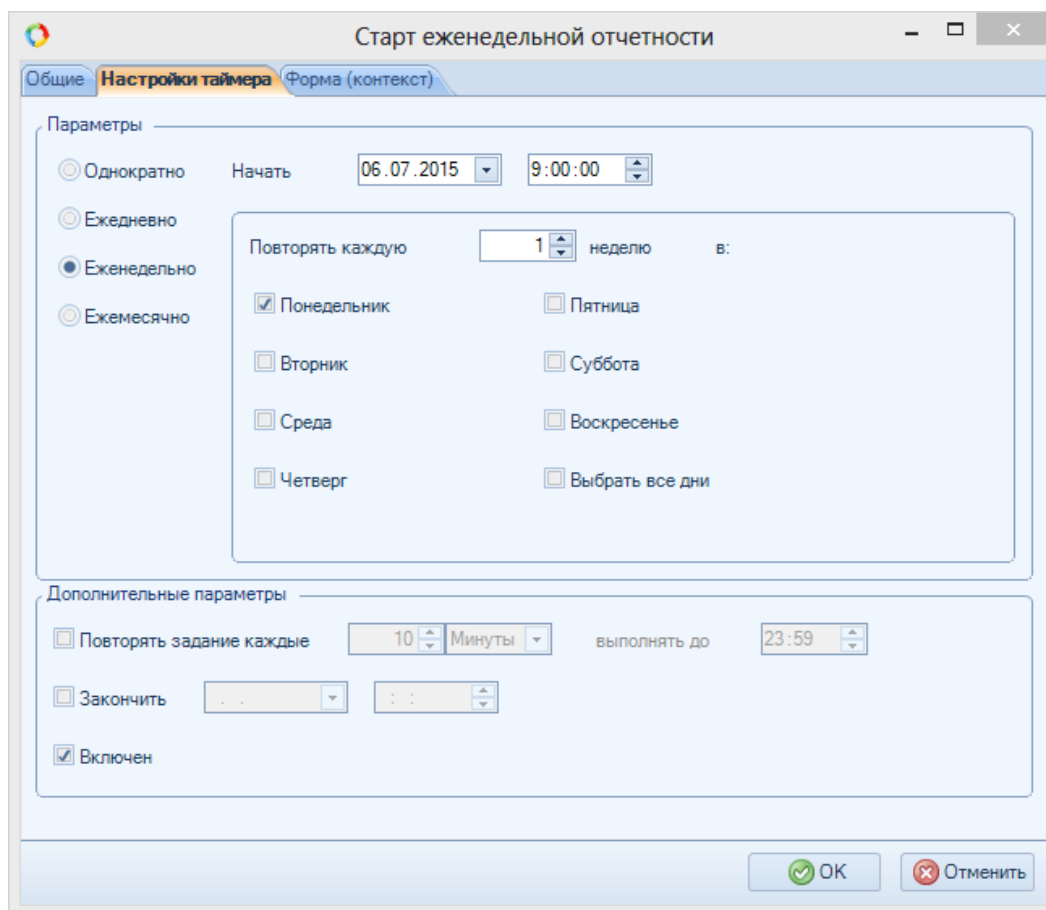 Старт еженедельной отчетности
Общие Настройки таймера Форма (контекст)
Параметры
Однократно Начать 06.07.2015 9:00:00
Ежедневно
Повторять каждую 1 неделю в:
Еженедельно
Понедельник Пятница
Ежемесячно
Вторник Суббота
Среда Воскресенье
Четверг Выбрать все дни
Дополнительные параметры
Повторять задание каждые 10 Минуты выполнять до 23:59
Закончить . . : :
Включен
OK Отменить